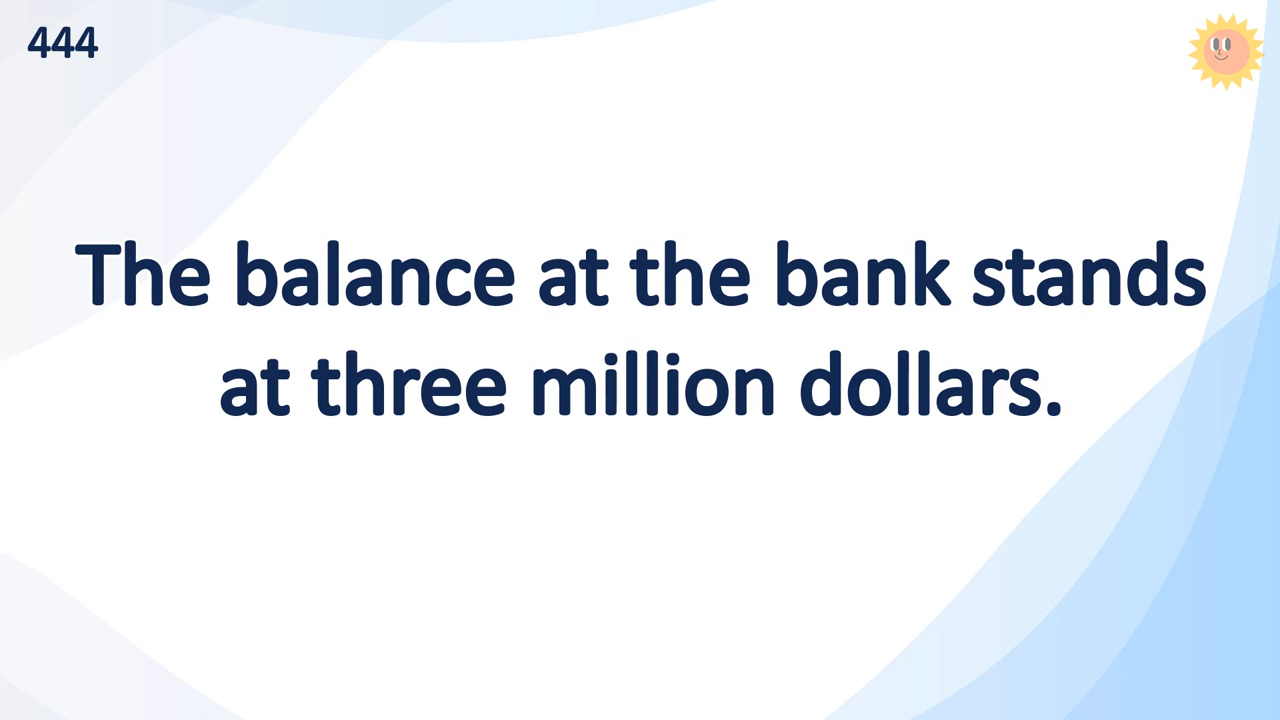 444
The balance at the bank stands
at three million dollars.